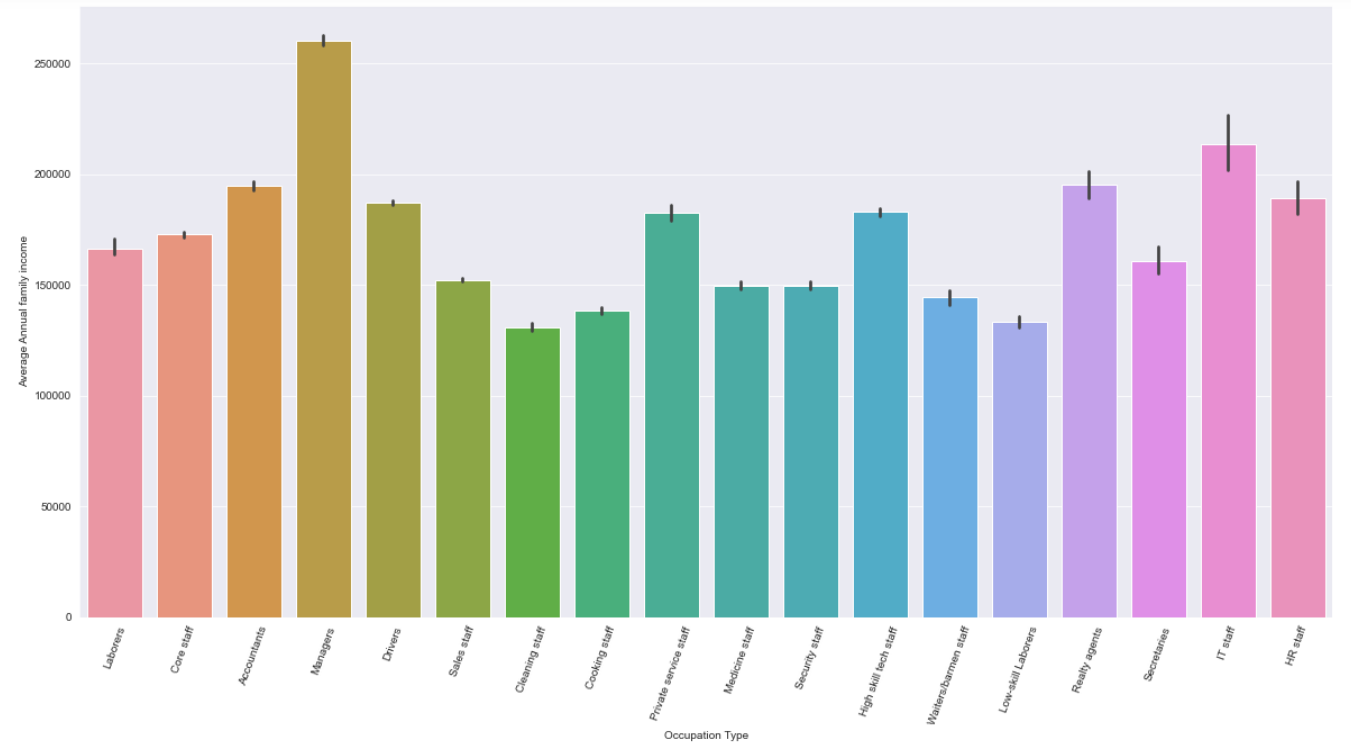 Average Annual family income
250000
200000
150000
100000
50000
0
Laborers
Core staff
Accountants
Managers
Drivers
Sales staff
Cleaning staff
Cooking staff
Private service staff
Medicine staff
Security staff
High skill tech staff
Waiters/barmen staff
Low-skill Laborers
Realty agents
Secretaries
IT staff
HR staff
Occupation Type